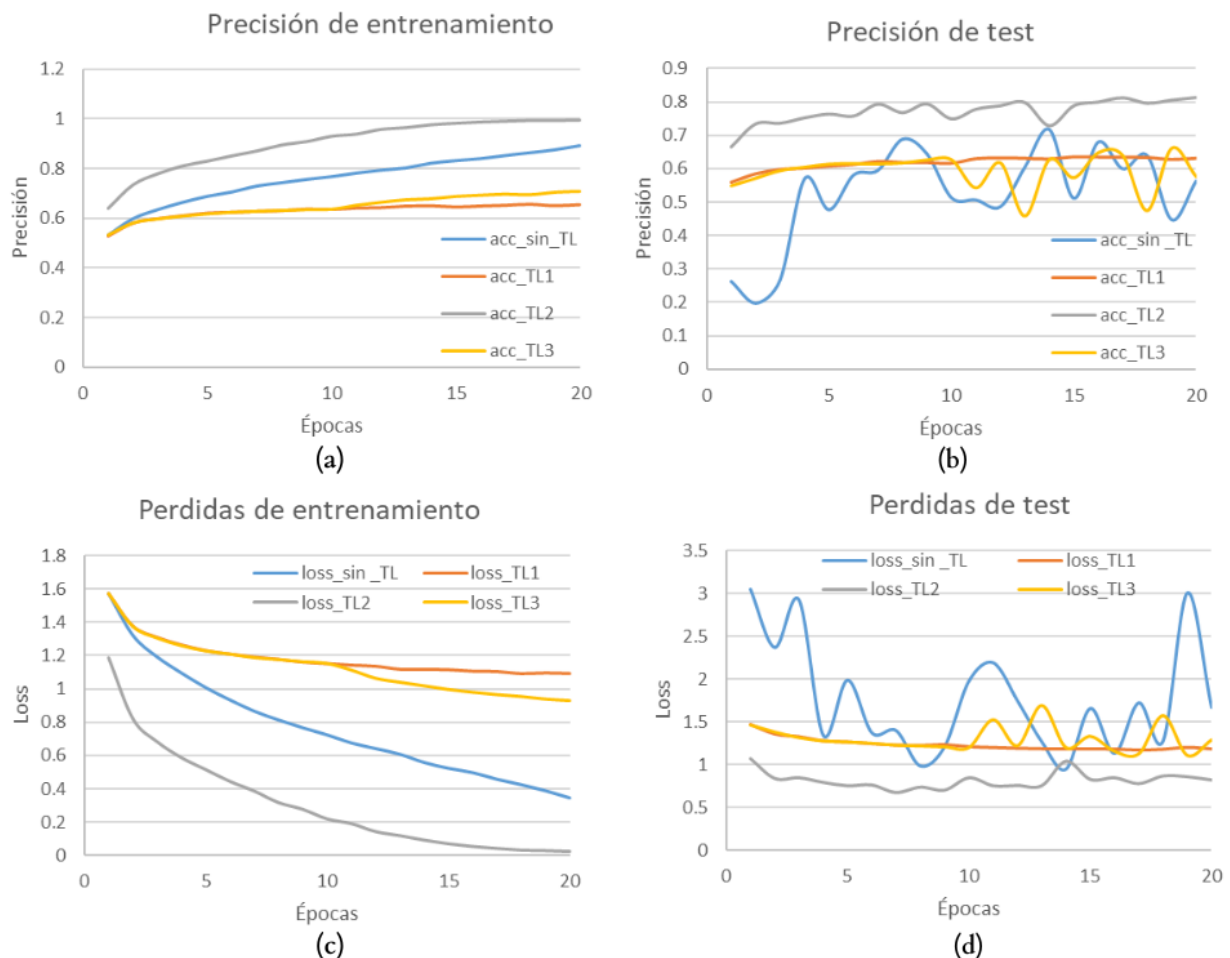 Precisión de entrenamiento
1.2
1
0.8
0.6
0.4
0.2
0
Precisión
0 5 10 15 20
Épocas
acc_sin _TL
acc_TL1
acc_TL2
acc_TL3
(a)
Precisión de test
0.9
0.8
0.7
0.6
0.5
0.4
0.3
0.2
0.1
0
Precisión
0 5 10 15 20
Épocas
acc_sin _TL
acc_TL1
acc_TL2
acc_TL3
(b)
Perdidas de entrenamiento
1.8
1.6
1.4
1.2
1
0.8
0.6
0.4
0.2
0
Loss
loss_sin _TL loss_TL1
loss_TL2 loss_TL3
0 5 10 15 20
Épocas
(c)
Perdidas de test
3.5
3
2.5
2
1.5
1
0.5
0
Loss
loss_sin _TL loss_TL1
loss_TL2 loss_TL3
0 5 10 15 20
Épocas
(d)